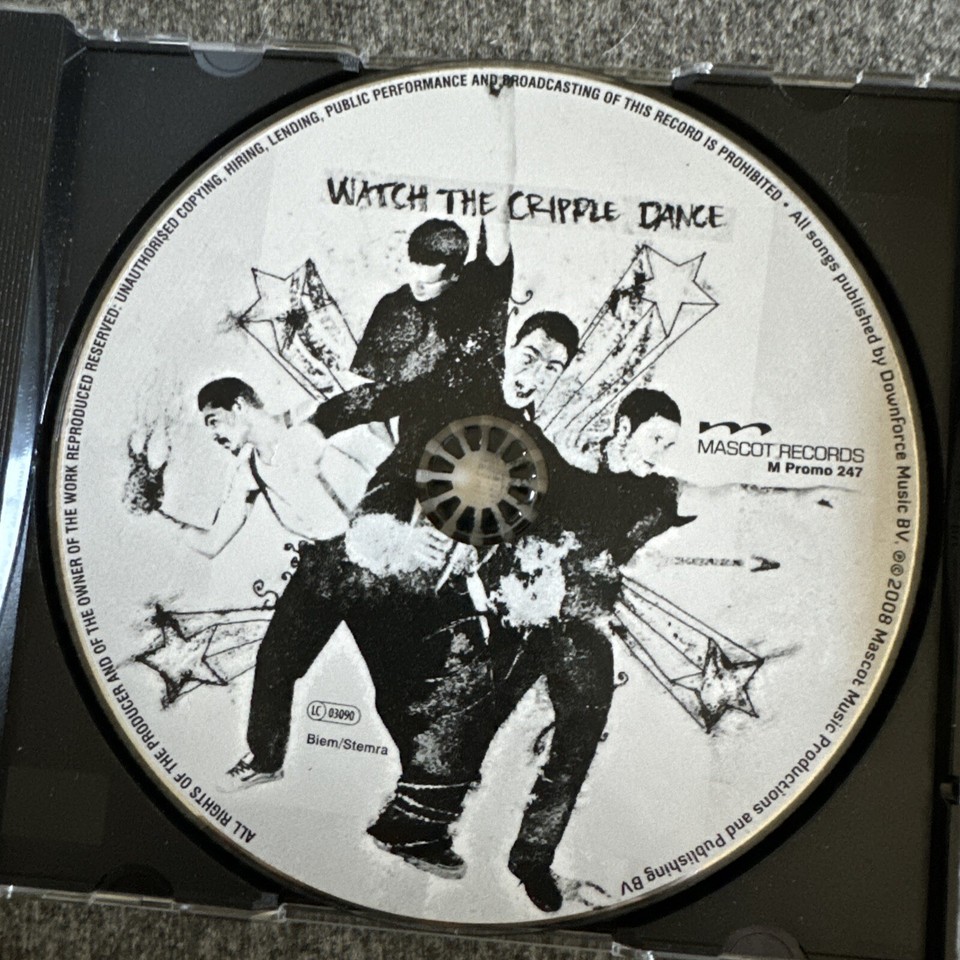 WATCH THE CRIPPLE DANCE
MASCOT RECORDS
M Promo 247
LC 03090
Biem/Stemra
ALL RIGHTS OF THE PRODUCER AND OF THE OWNER OF THE WORK REPRODUCED RESERVED: UNAUTHORISED COPYING, HIRING, LENDING, PUBLIC PERFORMANCE AND BROADCASTING OF THIS RECORD IS PROHIBITED • All songs published by DownForce Music BV. ℗©2008 Mascot Music Productions and Publishing BV